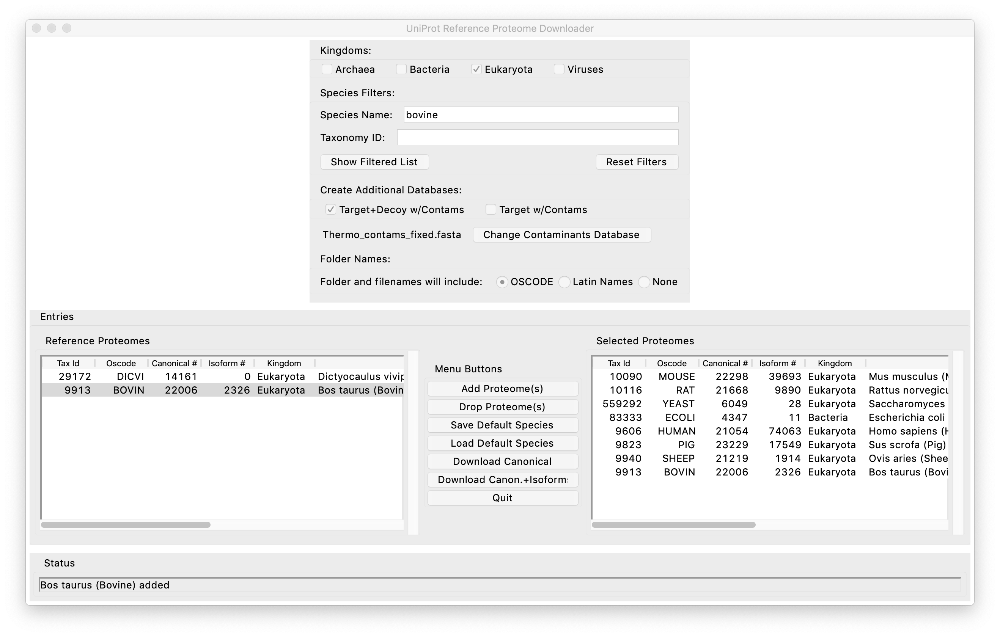 UniProt Reference Proteome Downloader
Kingdoms:
Archaea Bacteria Eukaryota Viruses
Species Filters:
Species Name: bovine
Taxonomy ID:
Show Filtered List Reset Filters
Create Additional Databases:
Target+Decoy w/Contams Target w/Contams
Thermo_contams_fixed.fasta Change Contaminants Database
Folder Names:
Folder and filenames will include: OSCODE Latin Names None
Entries
Reference Proteomes
Tax Id Oscode Canonical # Isoform # Kingdom
29172 DICVI 14161 0 Eukaryota Dictyocaulus vivip
9913 BOVIN 22006 2326 Eukaryota Bos taurus (Bovin
Menu Buttons
Add Proteome(s)
Drop Proteome(s)
Save Default Species
Load Default Species
Download Canonical
Download Canon.+Isoforms
Quit
Selected Proteomes
Tax Id Oscode Canonical # Isoform # Kingdom
10090 MOUSE 22298 39693 Eukaryota Mus musculus (M
10116 RAT 21668 9890 Eukaryota Rattus norvegicu
559292 YEAST 6049 28 Eukaryota Saccharomyces
83333 ECOLI 4347 11 Bacteria Escherichia coli
9606 HUMAN 21054 74063 Eukaryota Homo sapiens (H
9823 PIG 23229 17549 Eukaryota Sus scrofa (Pig)
9940 SHEEP 21219 1914 Eukaryota Ovis aries (Shee
9913 BOVIN 22006 2326 Eukaryota Bos taurus (Bovi
Status
Bos taurus (Bovine) added